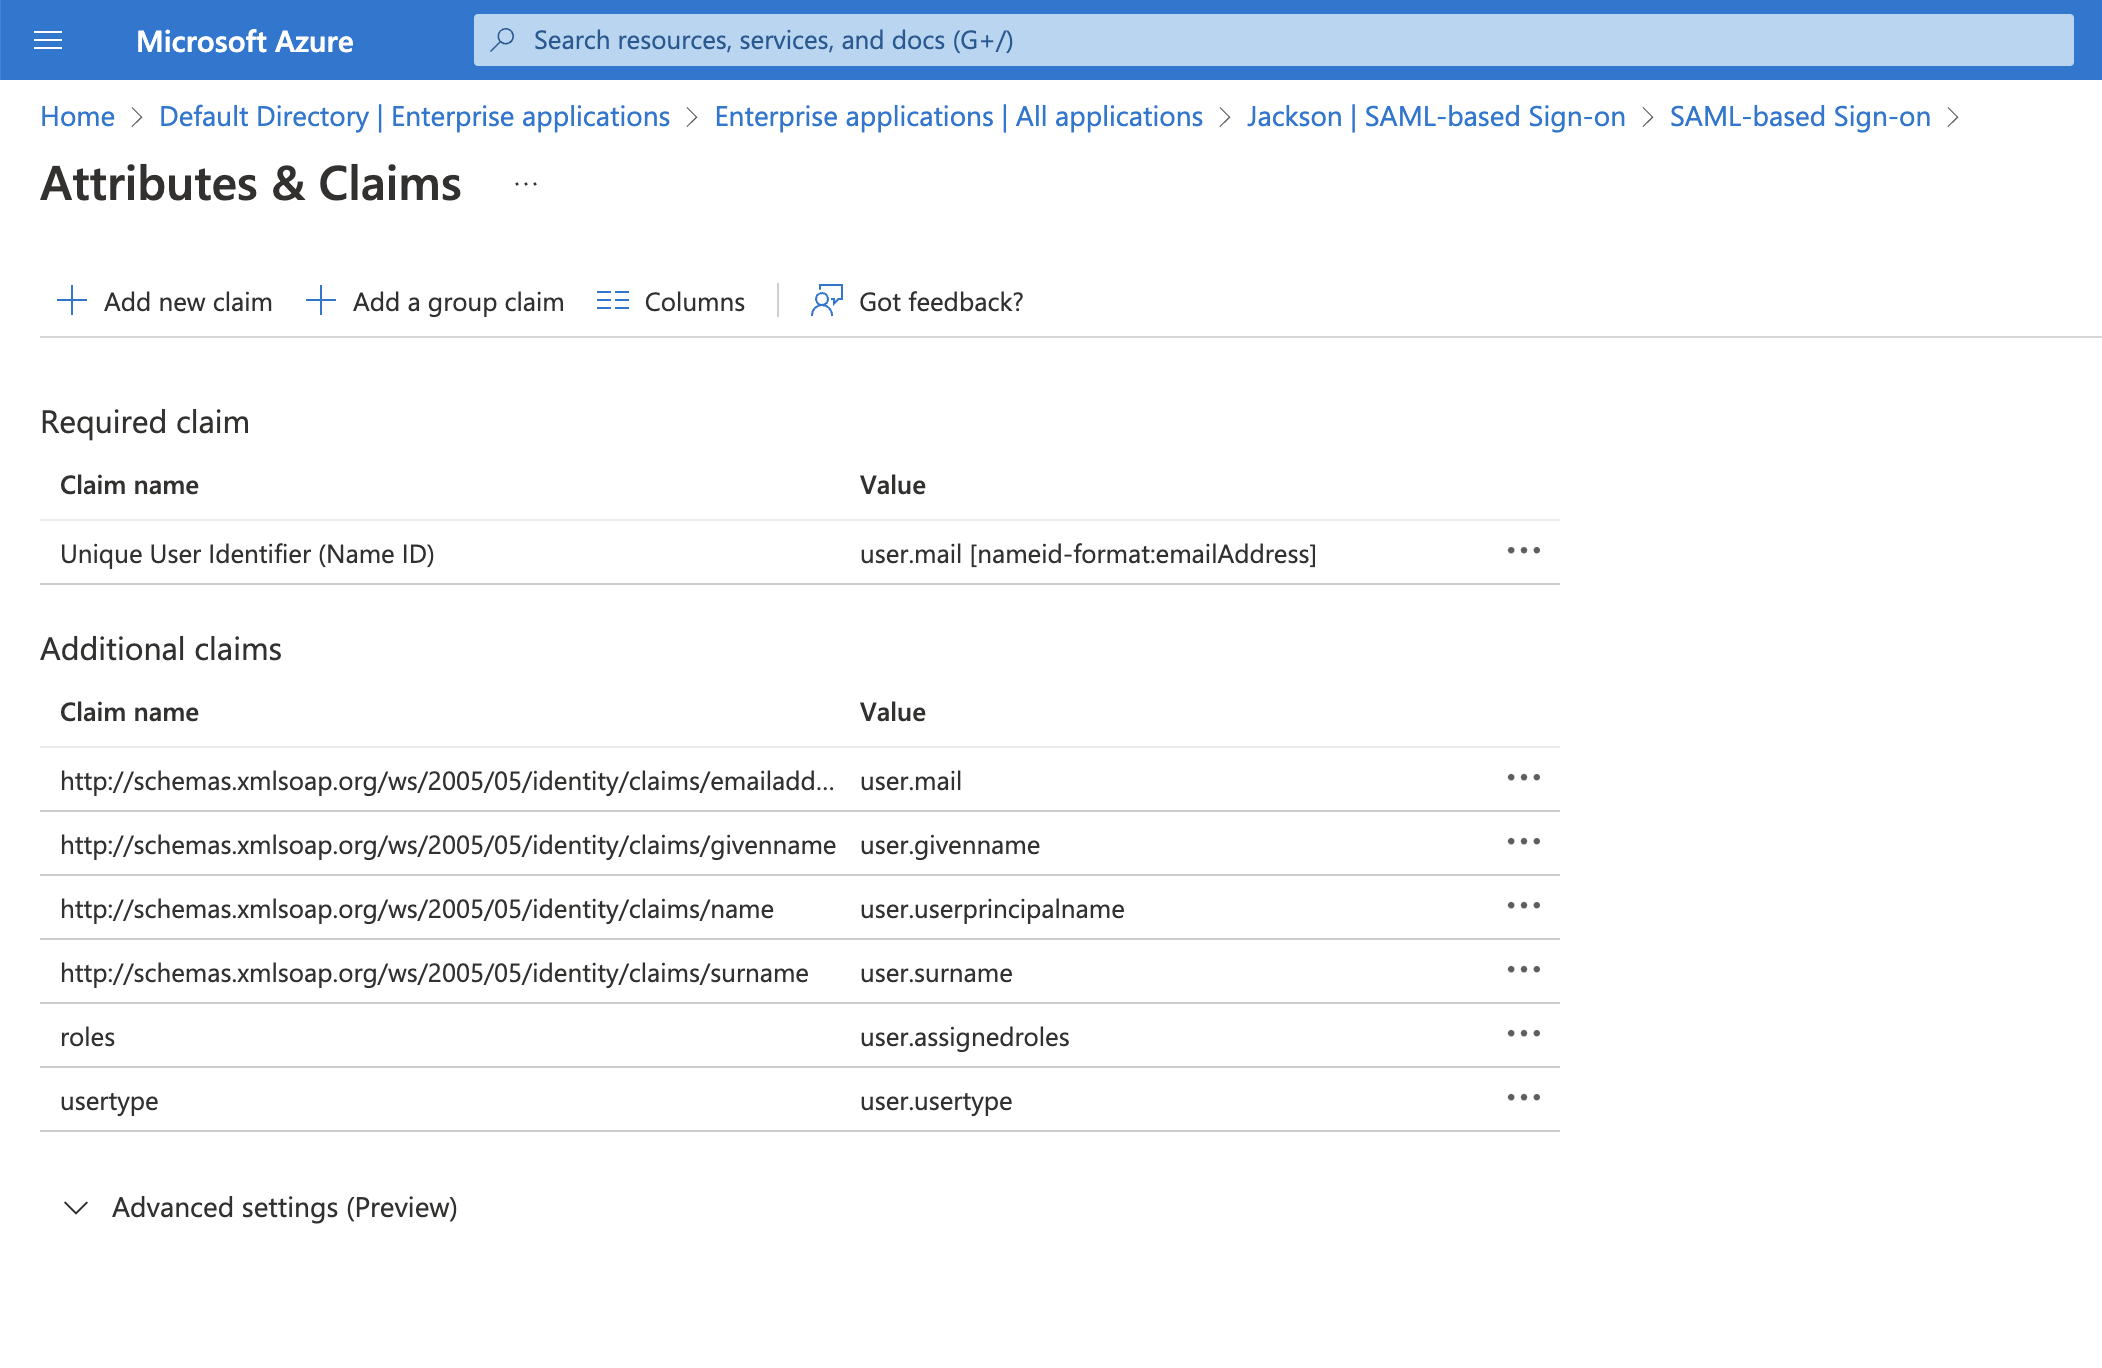 Microsoft Azure
Search resources, services, and docs (G+/)
Home > Default Directory | Enterprise applications > Enterprise applications | All applications > Jackson | SAML-based Sign-on > SAML-based Sign-on >
Attributes & Claims ...
Add new claim Add a group claim Columns Got feedback?
Required claim
Claim name Value
Unique User Identifier (Name ID) user.mail [nameid-format:emailAddress]
Additional claims
Claim name Value
http://schemas.xmlsoap.org/ws/2005/05/identity/claims/emailadd... user.mail
http://schemas.xmlsoap.org/ws/2005/05/identity/claims/givenname user.givenname
http://schemas.xmlsoap.org/ws/2005/05/identity/claims/name user.userprincipalname
http://schemas.xmlsoap.org/ws/2005/05/identity/claims/surname user.surname
roles user.assignedroles
usertype user.usertype
Advanced settings (Preview)